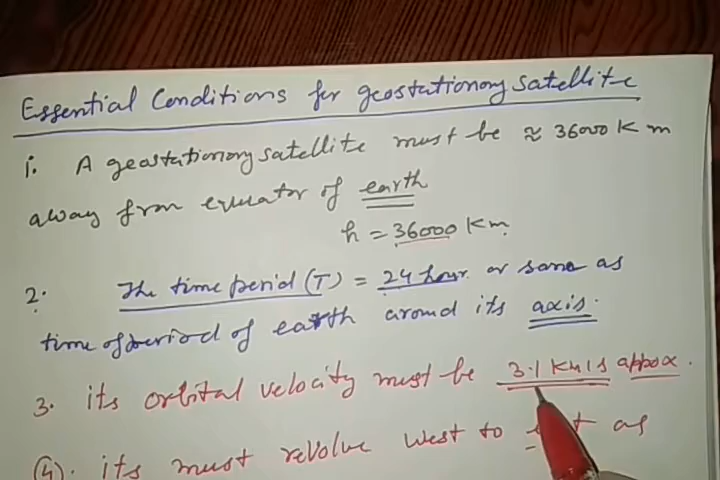 Essential Conditions for geostationary satellite
1. A geostationary satellite must be ≈ 36000 K m
away from equator of earth
h = 36000 Km.
2. The time period (T) = 24 hour or same as
time of period of earth around its axis.
3. its orbital velocity must be 3.1 Km/s appox.
(4). its must revolve west to as